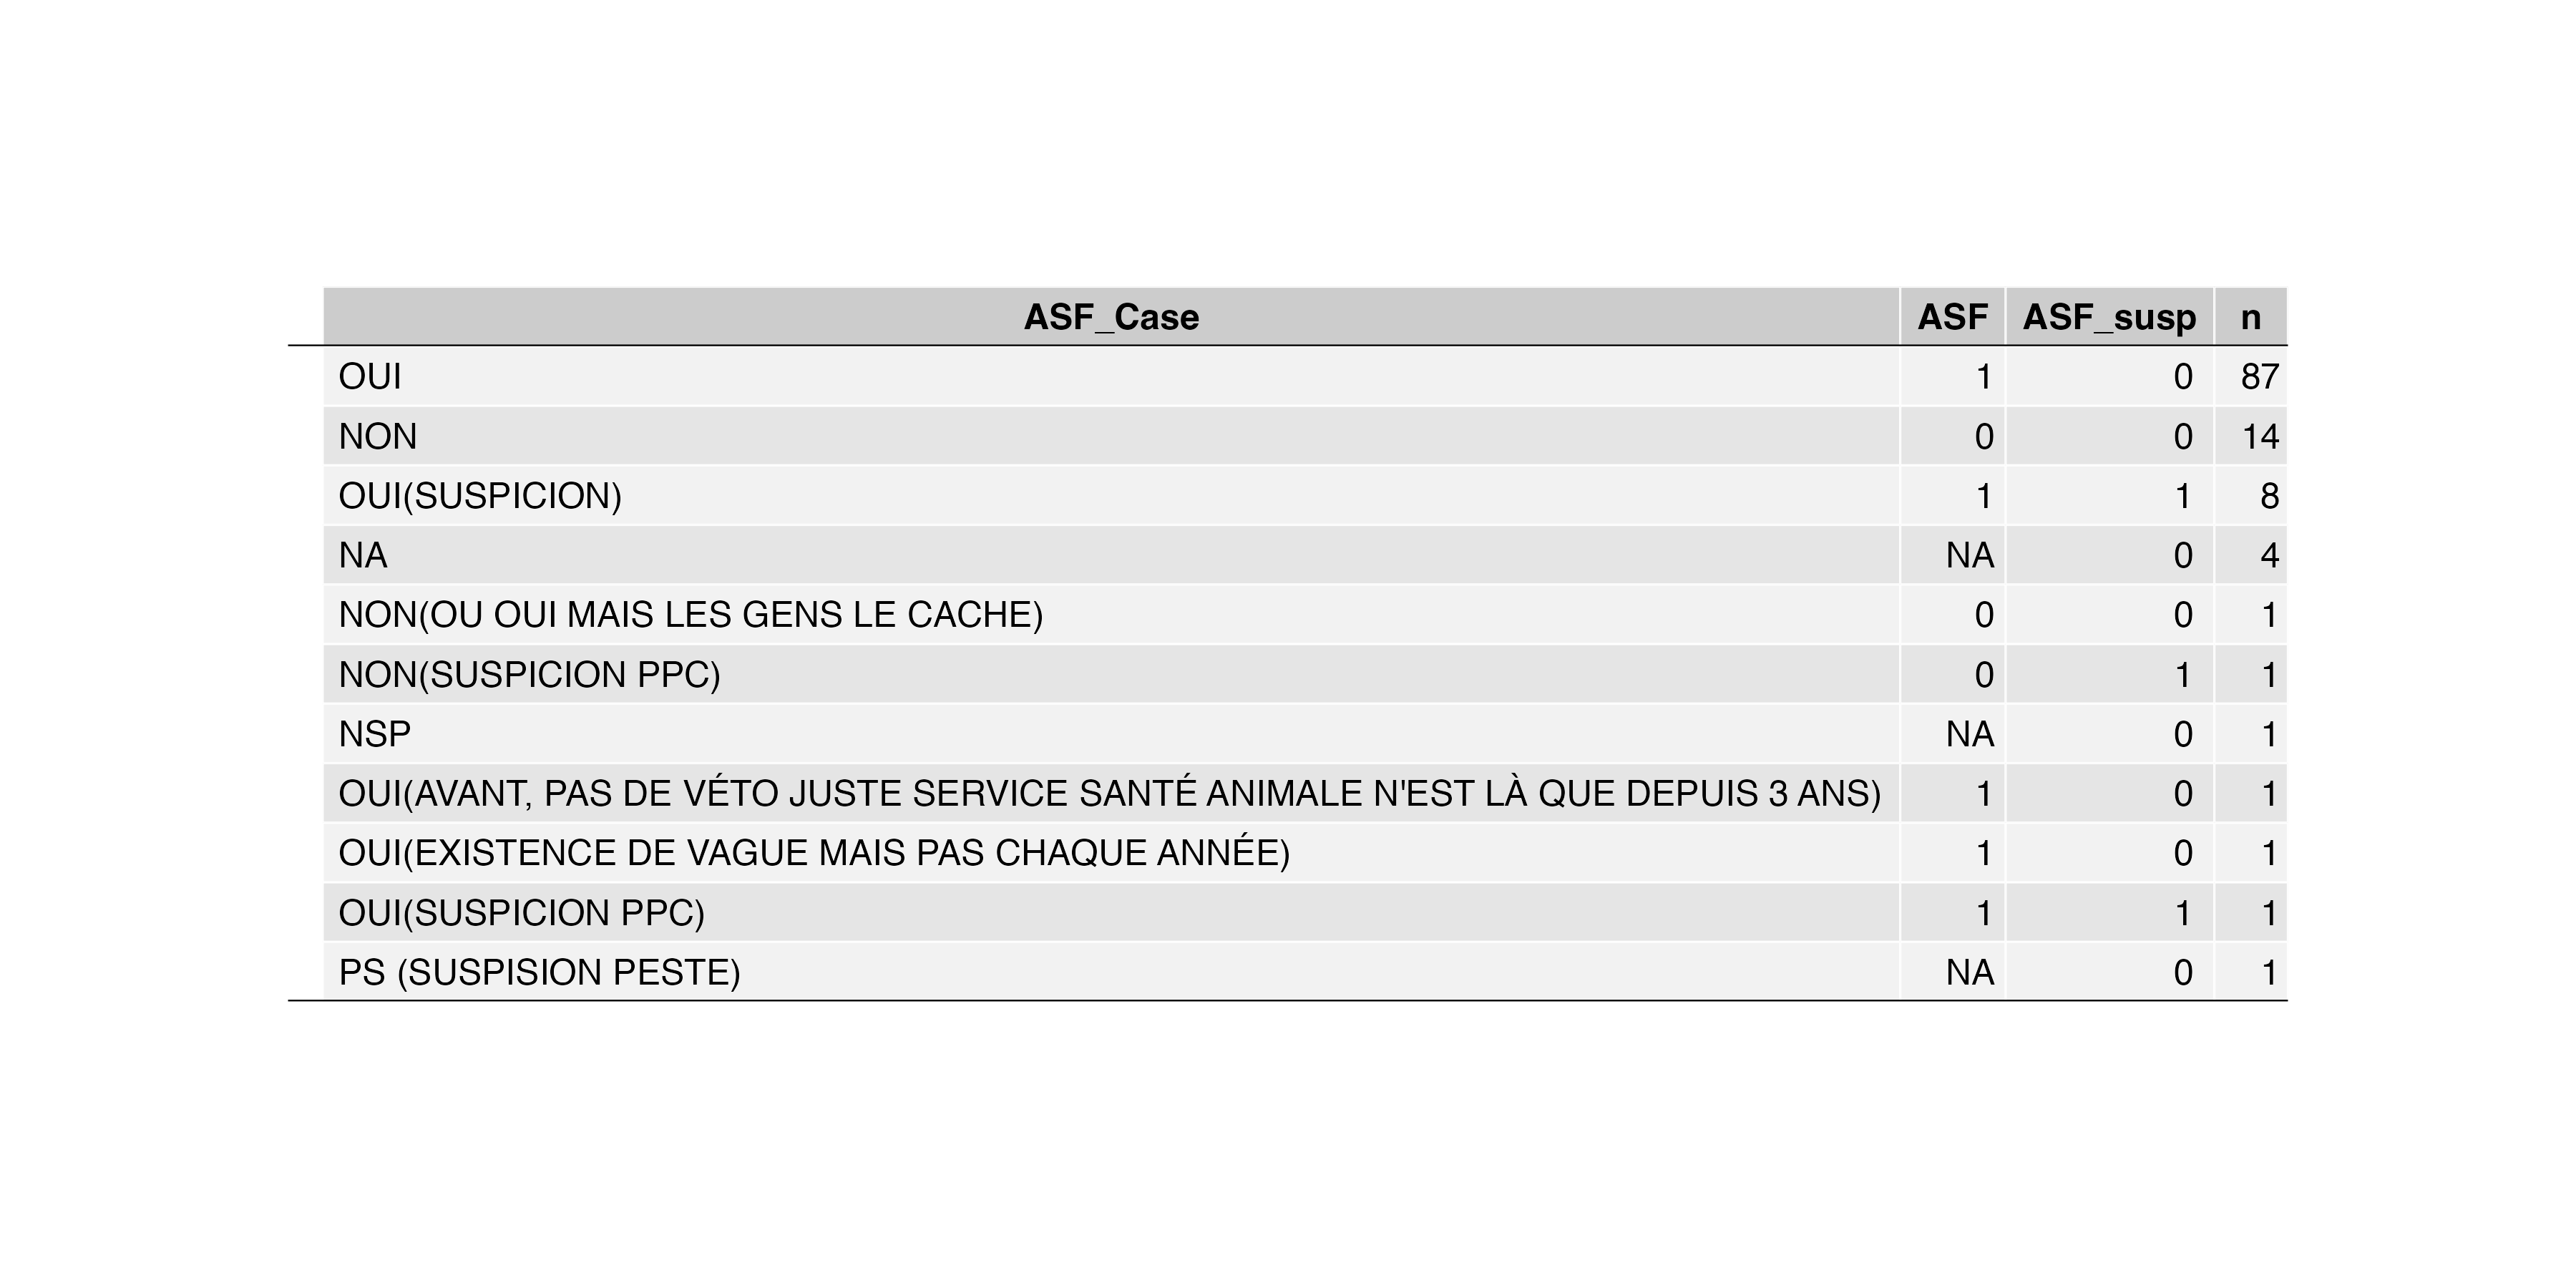 ASF_Case ASF ASF_susp n
OUI 1 0 87
NON 0 0 14
OUI(SUSPICION) 1 1 8
NA NA 0 4
NON(OU OUI MAIS LES GENS LE CACHE) 0 0 1
NON(SUSPICION PPC) 0 1 1
NSP NA 0 1
OUI(AVANT, PAS DE VÉTO JUSTE SERVICE SANTÉ ANIMALE N'EST LÀ QUE DEPUIS 3 ANS) 1 0 1
OUI(EXISTENCE DE VAGUE MAIS PAS CHAQUE ANNÉE) 1 0 1
OUI(SUSPICION PPC) 1 1 1
PS (SUSPISION PESTE) NA 0 1